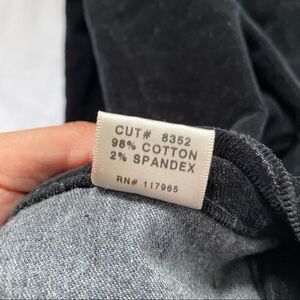 CUT# 8352
98% COTTON
2% SPANDEX
RN# 117965